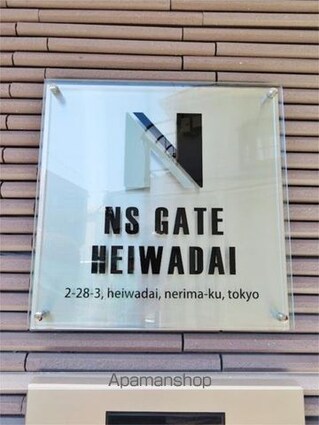 N
NS GATE
HEIWADAI
2-28-3, heiwadai, nerima-ku, tokyo
Apamanshop